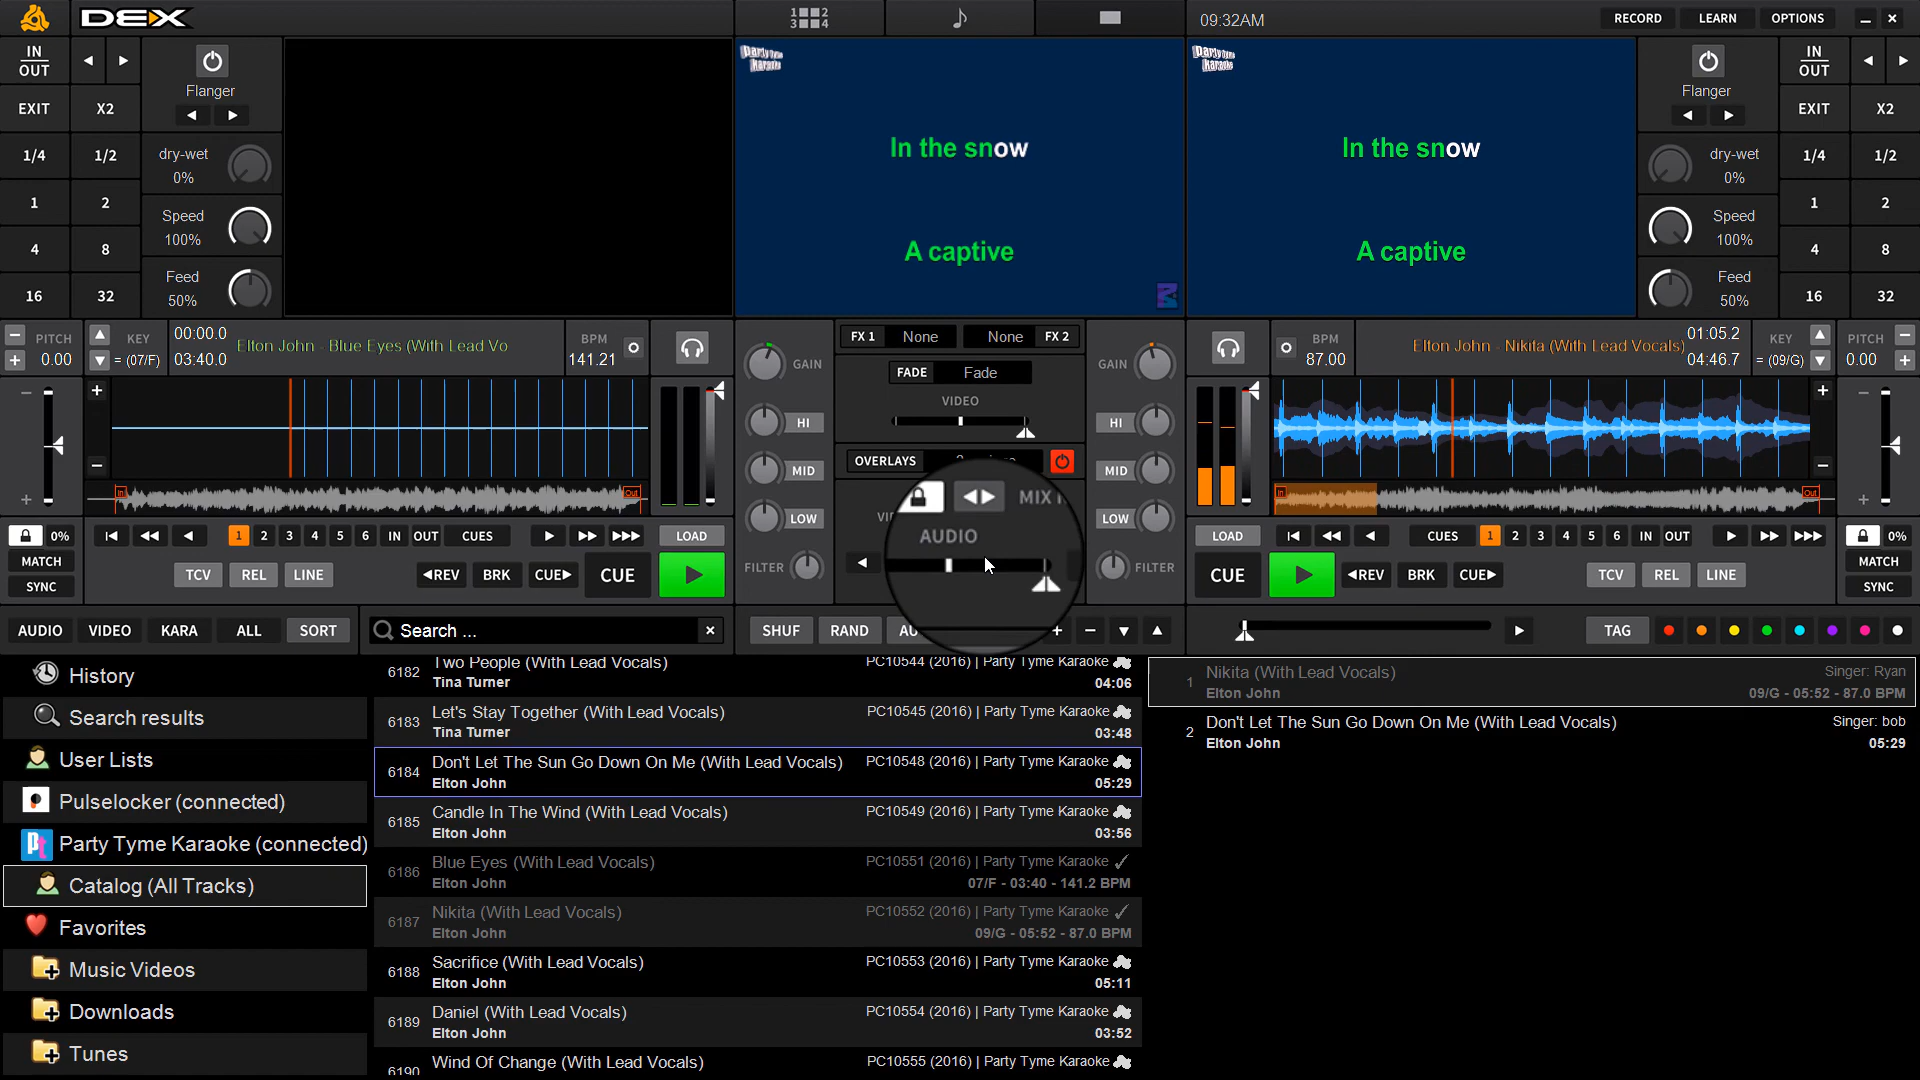 DEX
1 2
3 4
09:32AM
RECORD LEARN OPTIONS
IN
OUT
EXIT X2
1/4 1/2
1 2
4 8
16 32
Flanger
dry-wet
0%
Speed
100%
Feed
50%
Party Tyme
Karaoke
In the snow
A captive
Party Tyme
Karaoke
In the snow
A captive
Flanger
dry-wet
0%
Speed
100%
Feed
50%
IN
OUT
EXIT X2
1/4 1/2
1 2
4 8
16 32
PITCH
0.00
KEY
= (07/F)
00:00.0
03:40.0
Elton John - Blue Eyes (With Lead Vo
BPM
141.21
GAIN
HI
MID
LOW
FILTER
FX 1 None None FX 2
FADE Fade
VIDEO
OVERLAYS
MIX
AUDIO
GAIN
HI
MID
LOW
FILTER
BPM
87.00
Elton John - Nikita (With Lead Vocals)
01:05.2
04:46.7
KEY
= (09/G)
PITCH
0.00
In Out
In Out
0%
MATCH
SYNC
1 2 3 4 5 6 IN OUT CUES
LOAD
TCV REL LINE
REV BRK CUE CUE
LOAD
CUES 1 2 3 4 5 6 IN OUT
CUE REV BRK CUE
TCV REL LINE
0%
MATCH
SYNC
AUDIO VIDEO KARA ALL SORT
Search ...
SHUF RAND AU
TAG
History
Search results
User Lists
Pulselocker (connected)
Party Tyme Karaoke (connected)
Catalog (All Tracks)
Favorites
Music Videos
Downloads
Tunes
6182 Two People (With Lead Vocals) PC10544 (2016) | Party Tyme Karaoke
Tina Turner 04:06
6183 Let's Stay Together (With Lead Vocals) PC10545 (2016) | Party Tyme Karaoke
Tina Turner 03:48
6184 Don't Let The Sun Go Down On Me (With Lead Vocals) PC10548 (2016) | Party Tyme Karaoke
Elton John 05:29
6185 Candle In The Wind (With Lead Vocals) PC10549 (2016) | Party Tyme Karaoke
Elton John 03:56
6186 Blue Eyes (With Lead Vocals) PC10551 (2016) | Party Tyme Karaoke
Elton John 07/F - 03:40 - 141.2 BPM
6187 Nikita (With Lead Vocals) PC10552 (2016) | Party Tyme Karaoke
Elton John 09/G - 05:52 - 87.0 BPM
6188 Sacrifice (With Lead Vocals) PC10553 (2016) | Party Tyme Karaoke
Elton John 05:11
6189 Daniel (With Lead Vocals) PC10554 (2016) | Party Tyme Karaoke
Elton John 03:52
6190 Wind Of Change (With Lead Vocals) PC10555 (2016) | Party Tyme Karaoke
1 Nikita (With Lead Vocals) Singer: Ryan
Elton John 09/G - 05:52 - 87.0 BPM
2 Don't Let The Sun Go Down On Me (With Lead Vocals) Singer: bob
Elton John 05:29